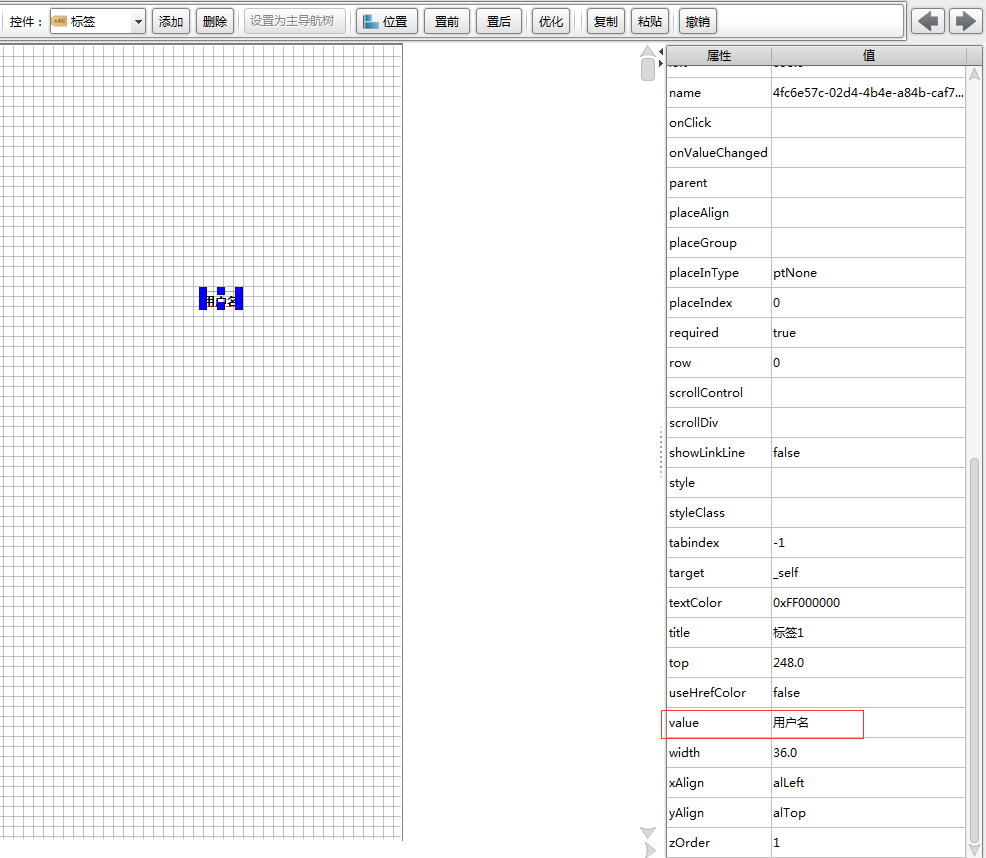 控件： ABC 标签 添加 删除 设置为主导航树 位置 置前 置后 优化 复制 粘贴 撤销
属性 值
name 4fc6e57c-02d4-4b4e-a84b-caf7...
onClick
onValueChanged
parent
placeAlign
placeGroup
placeInType ptNone
用户名
placeIndex 0
required true
row 0
scrollControl
scrollDiv
showLinkLine false
style
styleClass
tabindex -1
target _self
textColor 0xFF000000
title 标签1
top 248.0
useHrefColor false
value 用户名
width 36.0
xAlign alLeft
yAlign alTop
zOrder 1